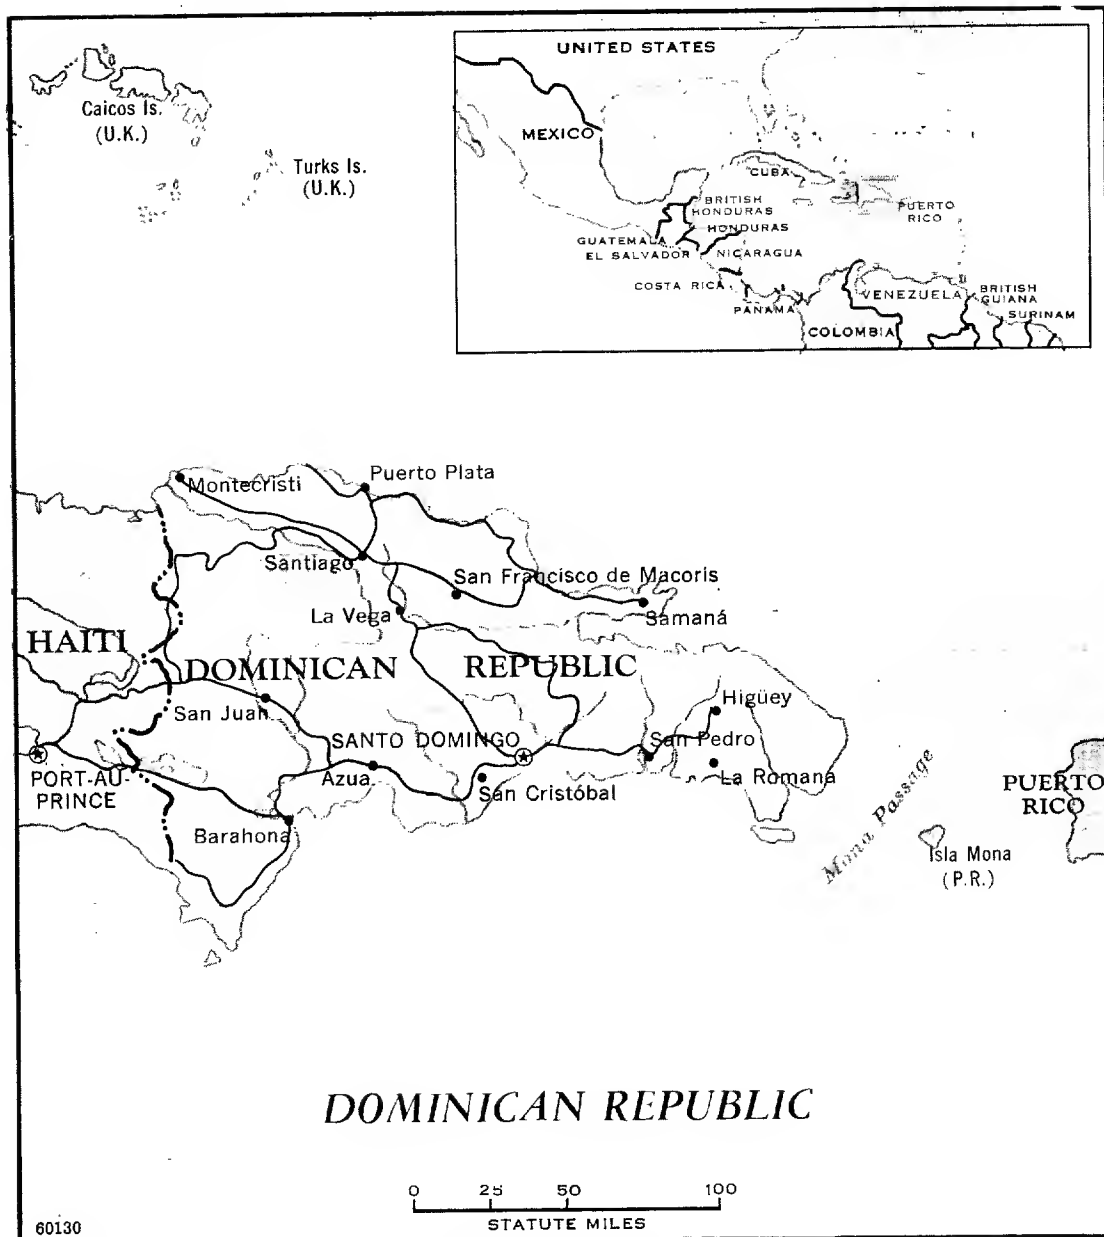 UNITED STATES
MEXICO
CUBA
PUERTO
RICO
BRITISH
HONDURAS
HONDURAS
GUATEMALA
EL SALVADOR
NICARAGUA
COSTA RICA
PANAMA
VENEZUELA
BRITISH
GUIANA
SURINAM
COLOMBIA
Caicos Is.
(U.K.)
Turks Is.
(U.K.)
Montecristi
Puerto Plata
Santiago
San Francisco de Macoris
La Vega
Samaná
HAITI
DOMINICAN REPUBLIC
San Juan
Higüey
SANTO DOMINGO
San Pedro
PORT-AU-
PRINCE
Azua
San Cristóbal
La Romana
Barahona
Mona Passage
PUERTO
RICO
Isla Mona
(P.R.)
DOMINICAN REPUBLIC
0 25 50 100
STATUTE MILES
60130